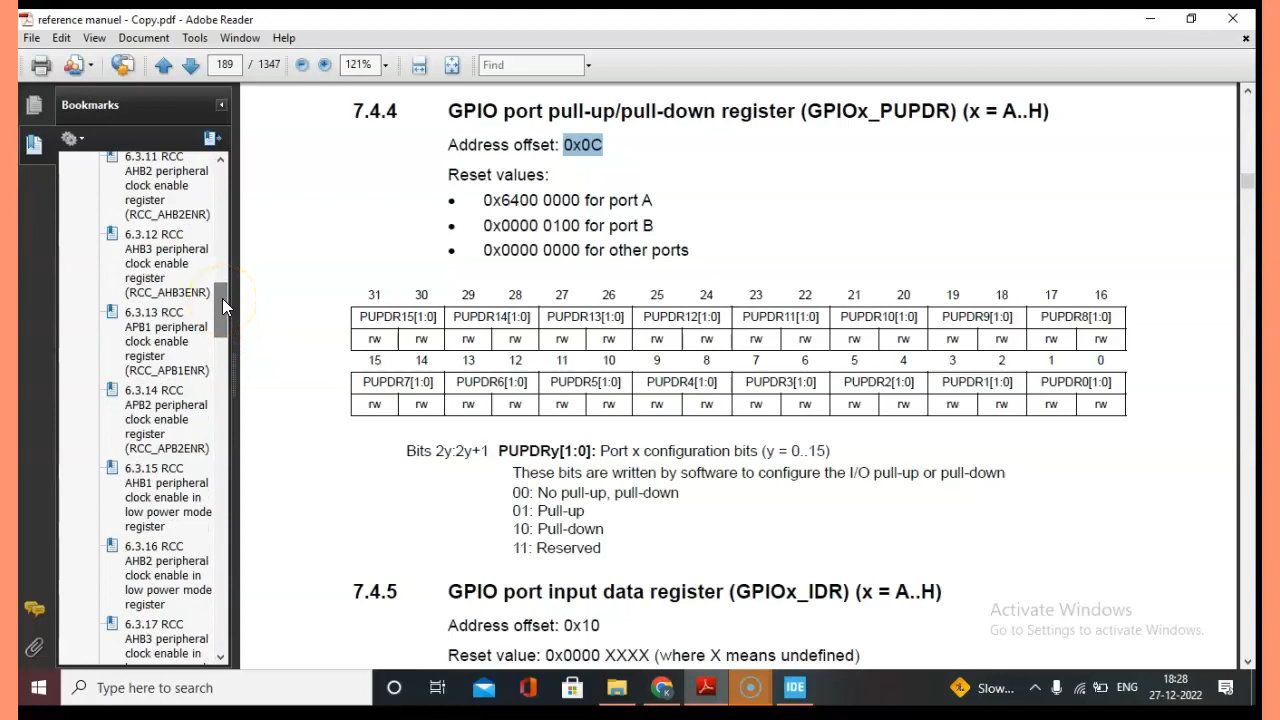 reference manuel - Copy.pdf - Adobe Reader
File Edit View Document Tools Window Help
189 / 1347 121% Find
Bookmarks
6.3.11 RCC
AHB2 peripheral
clock enable
register
(RCC_AHB2ENR)
6.3.12 RCC
AHB3 peripheral
clock enable
register
(RCC_AHB3ENR)
6.3.13 RCC
APB1 peripheral
clock enable
register
(RCC_APB1ENR)
6.3.14 RCC
APB2 peripheral
clock enable
register
(RCC_APB2ENR)
6.3.15 RCC
AHB1 peripheral
clock enable in
low power mode
register
6.3.16 RCC
AHB2 peripheral
clock enable in
low power mode
register
6.3.17 RCC
AHB3 peripheral
clock enable in
7.4.4 GPIO port pull-up/pull-down register (GPIOx_PUPDR) (x = A..H)
Address offset: 0x0C
Reset values:
• 0x6400 0000 for port A
• 0x0000 0100 for port B
• 0x0000 0000 for other ports
31 30 29 28 27 26 25 24 23 22 21 20 19 18 17 16
PUPDR15[1:0] PUPDR14[1:0] PUPDR13[1:0] PUPDR12[1:0] PUPDR11[1:0] PUPDR10[1:0] PUPDR9[1:0] PUPDR8[1:0]
rw rw rw rw rw rw rw rw rw rw rw rw rw rw rw rw
15 14 13 12 11 10 9 8 7 6 5 4 3 2 1 0
PUPDR7[1:0] PUPDR6[1:0] PUPDR5[1:0] PUPDR4[1:0] PUPDR3[1:0] PUPDR2[1:0] PUPDR1[1:0] PUPDR0[1:0]
rw rw rw rw rw rw rw rw rw rw rw rw rw rw rw rw
Bits 2y:2y+1 PUPDRy[1:0]: Port x configuration bits (y = 0..15)
These bits are written by software to configure the I/O pull-up or pull-down
00: No pull-up, pull-down
01: Pull-up
10: Pull-down
11: Reserved
7.4.5 GPIO port input data register (GPIOx_IDR) (x = A..H)
Address offset: 0x10
Reset value: 0x0000 XXXX (where X means undefined)
Activate Windows
Go to Settings to activate Windows.
Type here to search
IDE
Slow...
ENG
18:28
27-12-2022